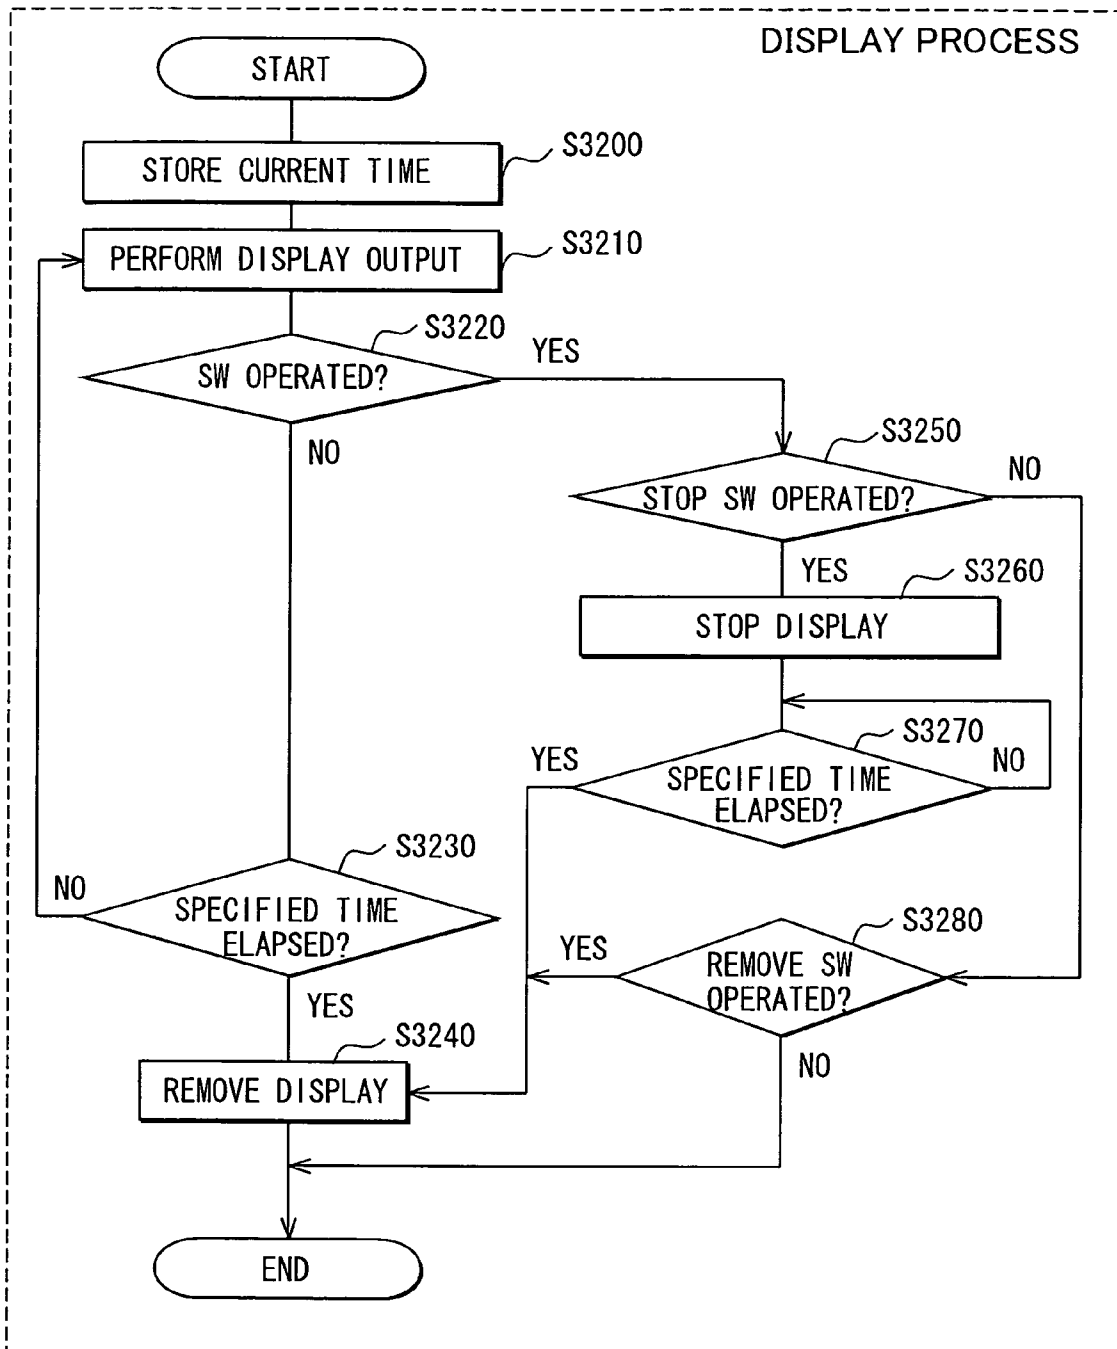 DISPLAY PROCESS
START
S3200
STORE CURRENT TIME
S3210
PERFORM DISPLAY OUTPUT
S3220
SW OPERATED?
YES
NO
S3250
STOP SW OPERATED?
NO
YES
S3260
STOP DISPLAY
S3270
YES
SPECIFIED TIME
ELAPSED?
NO
S3230
NO
SPECIFIED TIME
ELAPSED?
YES
S3280
YES
REMOVE SW
OPERATED?
NO
S3240
REMOVE DISPLAY
END